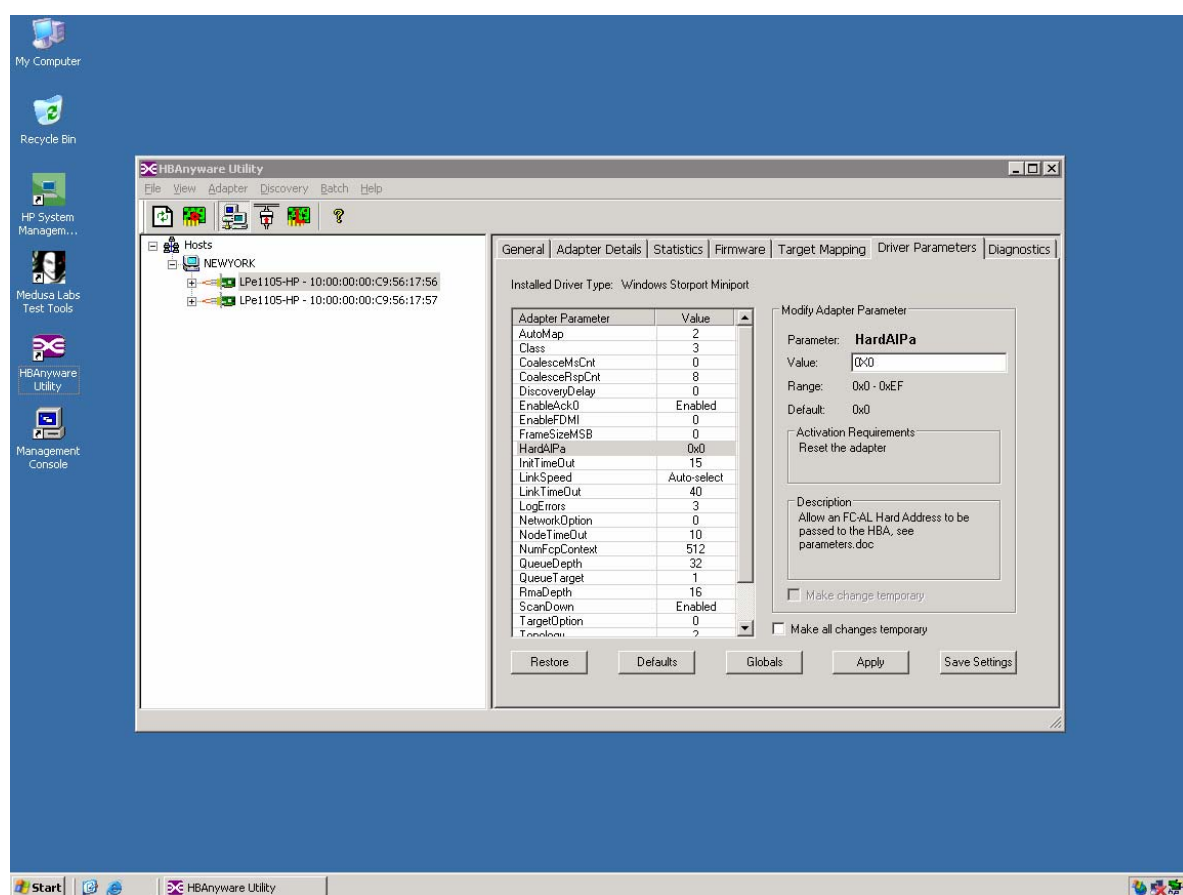 My Computer
Recycle Bin
HP System
Managem...
Medusa Labs
Test Tools
HBAnyware
Utility
Management
Console
HBAnyware Utility
File View Adapter Discovery Batch Help
Hosts
NEWYORK
LPe1105-HP - 10:00:00:00:C9:56:17:56
LPe1105-HP - 10:00:00:00:C9:56:17:57
General Adapter Details Statistics Firmware Target Mapping Driver Parameters Diagnostics
Installed Driver Type: Windows Storport Miniport
Adapter Parameter Value
AutoMap 2
Class 3
CoalesceMsCnt 0
CoalesceRspCnt 8
DiscoveryDelay 0
EnableAck0 Enabled
EnableFDMI 0
FrameSizeMSB 0
HardAlPa 0x0
InitTimeOut 15
LinkSpeed Auto-select
LinkTimeOut 40
LogErrors 3
NetworkOption 0
NodeTimeOut 10
NumFcpContext 512
QueueDepth 32
QueueTarget 1
RmaDepth 16
ScanDown Enabled
TargetOption 0
Topology 2
Modify Adapter Parameter
Parameter: HardAlPa
Value: 0X0
Range: 0x0 - 0xEF
Default: 0x0
Activation Requirements
Reset the adapter
Description
Allow an FC-AL Hard Address to be
passed to the HBA, see
parameters.doc
Make change temporary
Make all changes temporary
Restore Defaults Globals Apply Save Settings
Start HBAnyware Utility